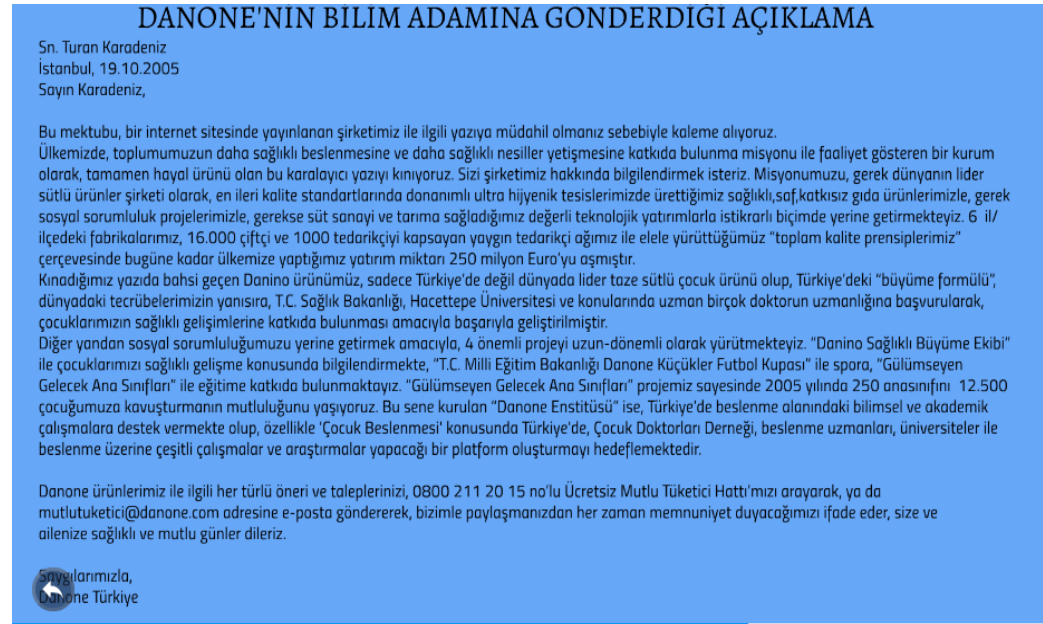 DANONE'NİN BİLİM ADAMINA GÖNDERDİĞİ AÇIKLAMA
Sn. Turan Karadeniz
İstanbul, 19.10.2005
Sayın Karadeniz,
Bu mektubu, bir internet sitesinde yayınlanan şirketimiz ile ilgili yazıya müdahil olmanız sebebiyle kaleme alıyoruz.
Ülkemizde, toplumumuzun daha sağlıklı beslenmesine ve daha sağlıklı nesiller yetişmesine katkıda bulunma misyonu ile faaliyet gösteren bir kurum
olarak, tamamen hayal ürünü olan bu karalayıcı yazıyı kınıyoruz. Sizi şirketimiz hakkında bilgilendirmek isteriz. Misyonumuzu, gerek dünyanın lider
sütlü ürünler şirketi olarak, en ileri kalite standartlarında donanımlı ultra hijyenik tesislerimizde ürettiğimiz sağlıklı,saf,katkısız gıda ürünlerimizle, gerek
sosyal sorumluluk projelerimizle, gerekse süt sanayi ve tarıma sağladığımız değerli teknolojik yatırımlarla istikrarlı biçimde yerine getirmekteyiz. 6 il/
ilçedeki fabrikalarımız, 16.000 çiftçi ve 1000 tedarikçiyi kapsayan yaygın tedarikçi ağımız ile elele yürüttüğümüz “toplam kalite prensiplerimiz”
çerçevesinde bugüne kadar ülkemize yaptığımız yatırım miktarı 250 milyon Euro’yu aşmıştır.
Kınadığımız yazıda bahsi geçen Danino ürünümüz, sadece Türkiye’de değil dünyada lider taze sütlü çocuk ürünü olup, Türkiye’deki “büyüme formülü”,
dünyadaki tecrübelerimizin yanısıra, T.C. Sağlık Bakanlığı, Hacettepe Üniversitesi ve konularında uzman birçok doktorun uzmanlığına başvurularak,
çocuklarımızın sağlıklı gelişimlerine katkıda bulunması amacıyla başarıyla geliştirilmiştir.
Diğer yandan sosyal sorumluluğumuzu yerine getirmek amacıyla, 4 önemli projeyi uzun-dönemli olarak yürütmekteyiz. “Danino Sağlıklı Büyüme Ekibi”
ile çocuklarımızı sağlıklı gelişme konusunda bilgilendirmekte, “T.C. Milli Eğitim Bakanlığı Danone Küçükler Futbol Kupası” ile spora, “Gülümseyen
Gelecek Ana Sınıfları” ile eğitime katkıda bulunmaktayız. “Gülümseyen Gelecek Ana Sınıfları” projemiz sayesinde 2005 yılında 250 anasınıfını 12.500
çocuğumuza kavuşturmanın mutluluğunu yaşıyoruz. Bu sene kurulan “Danone Enstitüsü” ise, Türkiye’de beslenme alanındaki bilimsel ve akademik
çalışmalara destek vermekte olup, özellikle 'Çocuk Beslenmesi' konusunda Türkiye’de, Çocuk Doktorları Derneği, beslenme uzmanları, üniversiteler ile
beslenme üzerine çeşitli çalışmalar ve araştırmalar yapacağı bir platform oluşturmayı hedeflemektedir.
Danone ürünlerimiz ile ilgili her türlü öneri ve taleplerinizi, 0800 211 20 15 no’lu Ücretsiz Mutlu Tüketici Hattı’mızı arayarak, ya da
mutlutuketici@danone.com adresine e-posta göndererek, bizimle paylaşmanızdan her zaman memnuniyet duyacağımızı ifade eder, size ve
ailenize sağlıklı ve mutlu günler dileriz.
Saygılarımızla,
Danone Türkiye